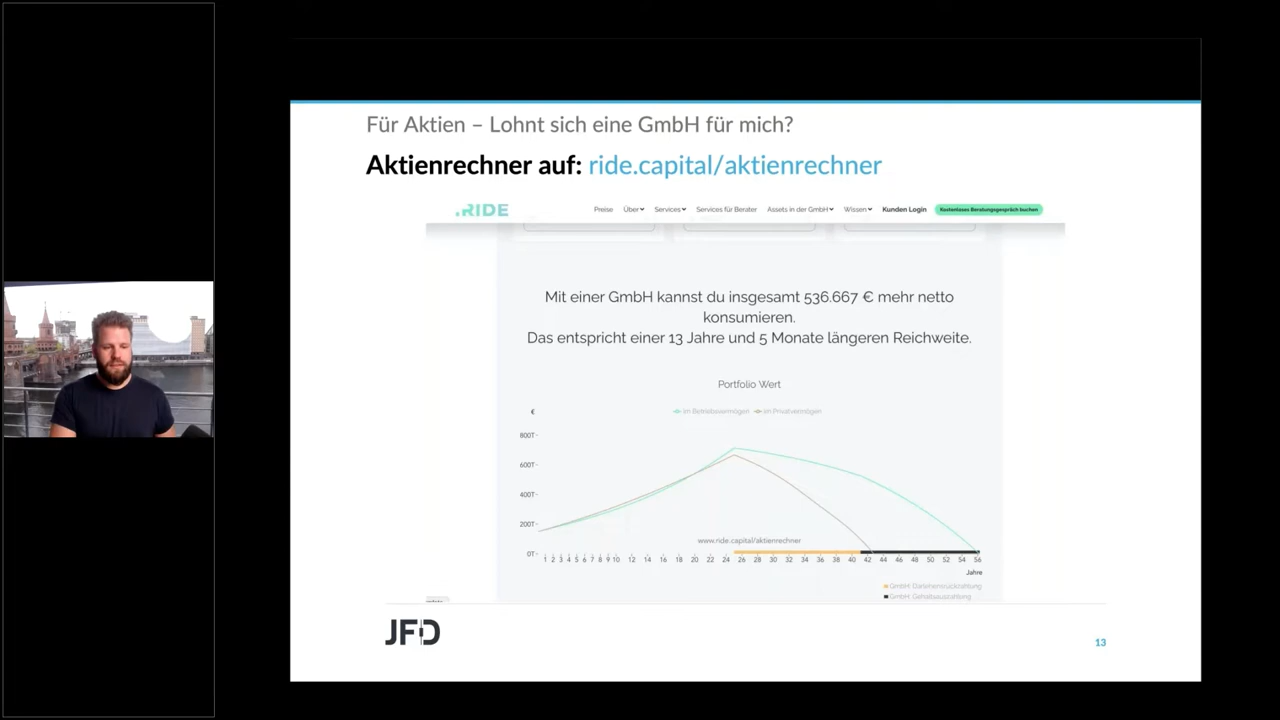 Für Aktien – Lohnt sich eine GmbH für mich?
Aktienrechner auf: ride.capital/aktienrechner
.RIDE Preise Über Services Services für Berater Assets in der GmbH Wissen Kunden Login Kostenloses Beratungsgespräch buchen
Mit einer GmbH kannst du insgesamt 536.667 € mehr netto
konsumieren.
Das entspricht einer 13 Jahre und 5 Monate längeren Reichweite.
Portfolio Wert
im Betriebsvermögen im Privatvermögen
€
800T
600T
400T
200T
www.ride.capital/aktienrechner
0T
1 2 3 4 5 6 7 8 9 10 12 14 16 18 20 22 24 26 28 30 32 34 36 38 40 42 44 46 48 50 52 54 56
Jahre
GmbH: Darlehensrückzahlung
GmbH: Gehaltsauszahlung
JFD
13